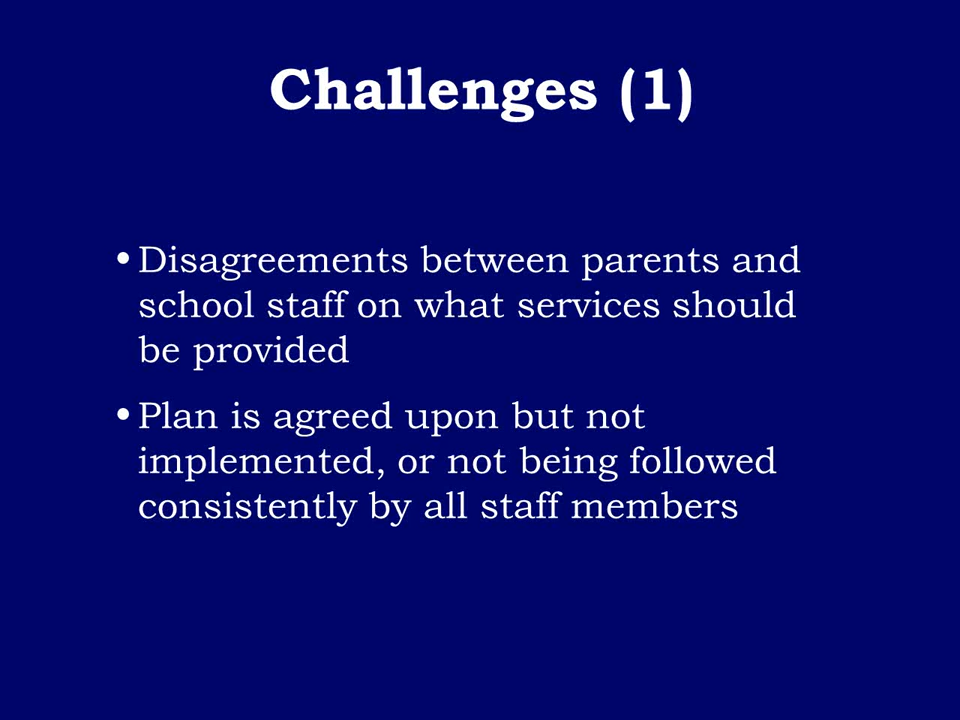 Challenges (1)
• Disagreements between parents and
school staff on what services should
be provided
• Plan is agreed upon but not
implemented, or not being followed
consistently by all staff members